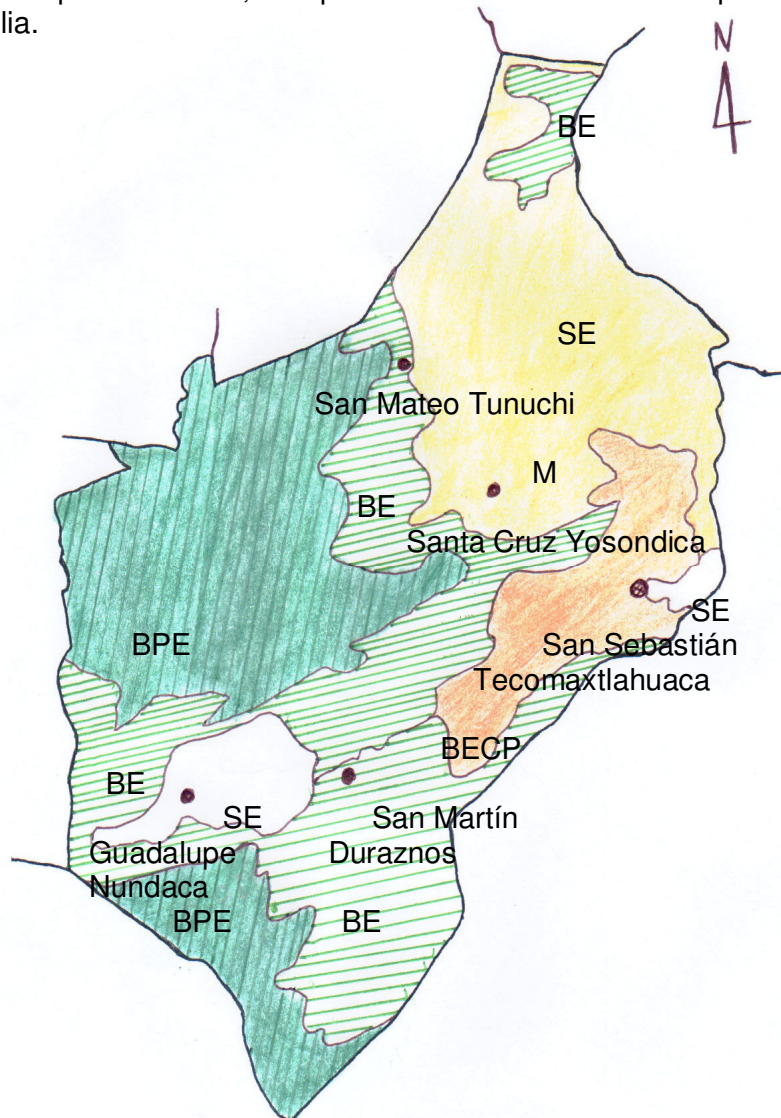 lia.
N
BE
SE
San Mateo Tunuchi
M
BE
Santa Cruz Yosondica
SE
BPE
San Sebastián
Tecomaxtlahuaca
BECP
BE
SE
San Martín
Duraznos
Guadalupe
Nundaca
BPE
BE